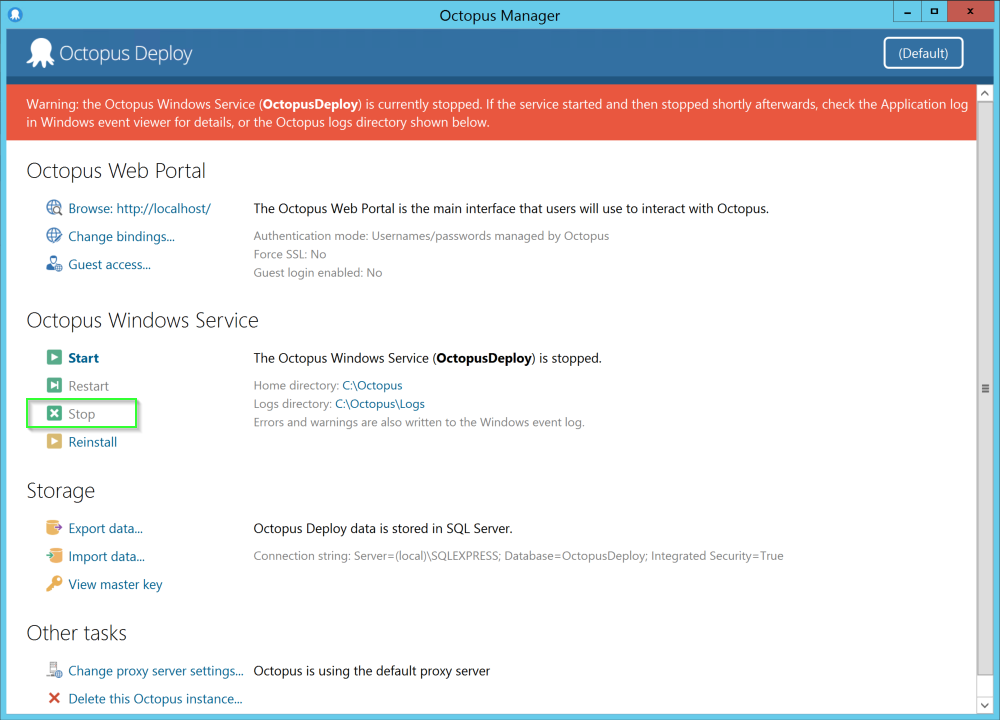 Octopus Manager
Octopus Deploy
(Default)
Warning: the Octopus Windows Service (OctopusDeploy) is currently stopped. If the service started and then stopped shortly afterwards, check the Application log
in Windows event viewer for details, or the Octopus logs directory shown below.
Octopus Web Portal
Browse: http://localhost/
The Octopus Web Portal is the main interface that users will use to interact with Octopus.
Change bindings...
Authentication mode: Usernames/passwords managed by Octopus
Force SSL: No
Guest access...
Guest login enabled: No
Octopus Windows Service
Start
The Octopus Windows Service (OctopusDeploy) is stopped.
Restart
Home directory: C:\Octopus
Logs directory: C:\Octopus\Logs
Stop
Errors and warnings are also written to the Windows event log.
Reinstall
Storage
Export data...
Octopus Deploy data is stored in SQL Server.
Import data...
Connection string: Server=(local)\SQLEXPRESS; Database=OctopusDeploy; Integrated Security=True
View master key
Other tasks
Change proxy server settings...
Octopus is using the default proxy server
Delete this Octopus instance...